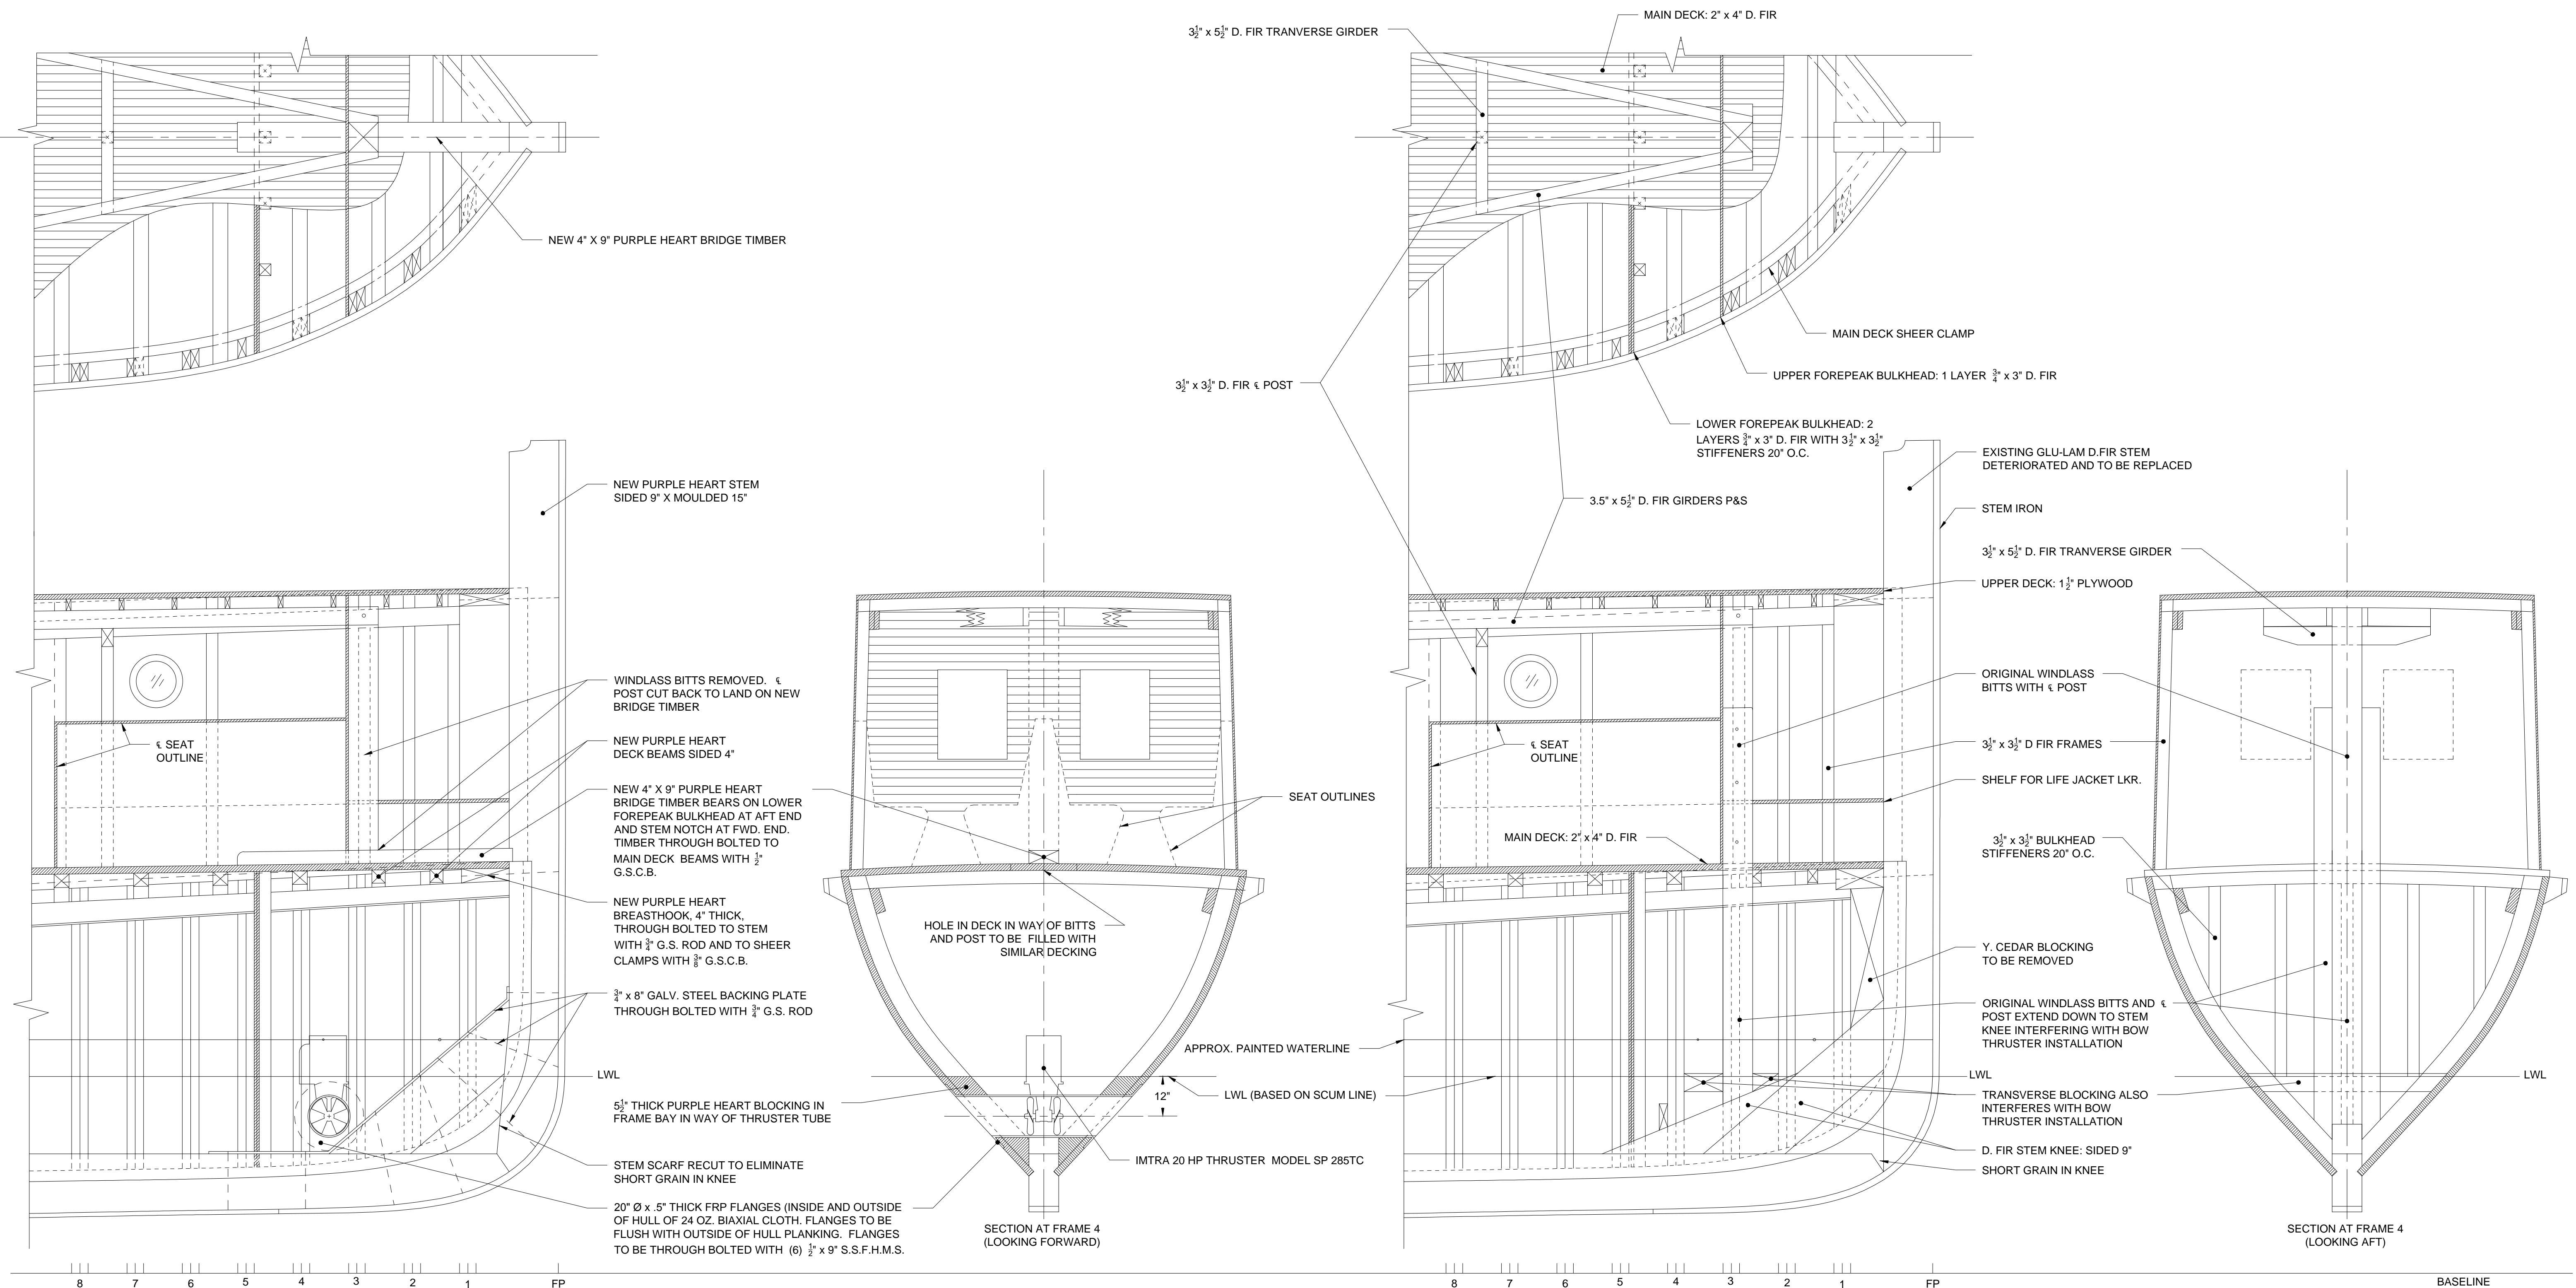 MAIN DECK: 2" x 4" D. FIR
3½" x 5½" D. FIR TRANVERSE GIRDER
NEW 4" X 9" PURPLE HEART BRIDGE TIMBER
MAIN DECK SHEER CLAMP
UPPER FOREPEAK BULKHEAD: 1 LAYER ¾" x 3" D. FIR
3½" x 3½" D. FIR ℄ POST
LOWER FOREPEAK BULKHEAD: 2
LAYERS ¾" x 3" D. FIR WITH 3½" x 3½"
STIFFENERS 20" O.C.
3.5" x 5½" D. FIR GIRDERS P&S
NEW PURPLE HEART STEM
SIDED 9" X MOULDED 15"
WINDLASS BITTS REMOVED. ℄
POST CUT BACK TO LAND ON NEW
BRIDGE TIMBER
℄ SEAT
OUTLINE
NEW PURPLE HEART
DECK BEAMS SIDED 4"
NEW 4" X 9" PURPLE HEART
BRIDGE TIMBER BEARS ON LOWER
FOREPEAK BULKHEAD AT AFT END
AND STEM NOTCH AT FWD. END.
TIMBER THROUGH BOLTED TO
MAIN DECK BEAMS WITH ½"
G.S.C.B.
NEW PURPLE HEART
BREASTHOOK, 4" THICK,
THROUGH BOLTED TO STEM
WITH ¾" G.S. ROD AND TO SHEER
CLAMPS WITH ⅜" G.S.C.B.
¾" x 8" GALV. STEEL BACKING PLATE
THROUGH BOLTED WITH ¾" G.S. ROD
LWL
5½" THICK PURPLE HEART BLOCKING IN
FRAME BAY IN WAY OF THRUSTER TUBE
STEM SCARF RECUT TO ELIMINATE
SHORT GRAIN IN KNEE
20" Ø x .5" THICK FRP FLANGES (INSIDE AND OUTSIDE
OF HULL OF 24 OZ. BIAXIAL CLOTH. FLANGES TO BE
FLUSH WITH OUTSIDE OF HULL PLANKING. FLANGES
TO BE THROUGH BOLTED WITH (6) ½" x 9" S.S.F.H.M.S.
SEAT OUTLINES
HOLE IN DECK IN WAY OF BITTS
AND POST TO BE FILLED WITH
SIMILAR DECKING
APPROX. PAINTED WATERLINE
LWL (BASED ON SCUM LINE)
12"
IMTRA 20 HP THRUSTER MODEL SP 285TC
SECTION AT FRAME 4
(LOOKING FORWARD)
℄ SEAT
OUTLINE
MAIN DECK: 2" x 4" D. FIR
EXISTING GLU-LAM D.FIR STEM
DETERIORATED AND TO BE REPLACED
STEM IRON
3½" x 5½" D. FIR TRANVERSE GIRDER
UPPER DECK: 1½" PLYWOOD
ORIGINAL WINDLASS
BITTS WITH ℄ POST
3½" x 3½" D FIR FRAMES
SHELF FOR LIFE JACKET LKR.
3½" x 3½" BULKHEAD
STIFFENERS 20" O.C.
Y. CEDAR BLOCKING
TO BE REMOVED
ORIGINAL WINDLASS BITTS AND ℄
POST EXTEND DOWN TO STEM
KNEE INTERFERING WITH BOW
THRUSTER INSTALLATION
LWL
LWL
TRANSVERSE BLOCKING ALSO
INTERFERES WITH BOW
THRUSTER INSTALLATION
D. FIR STEM KNEE: SIDED 9"
SHORT GRAIN IN KNEE
SECTION AT FRAME 4
(LOOKING AFT)
8 7 6 5 4 3 2 1 FP
8 7 6 5 4 3 2 1 FP
BASELINE